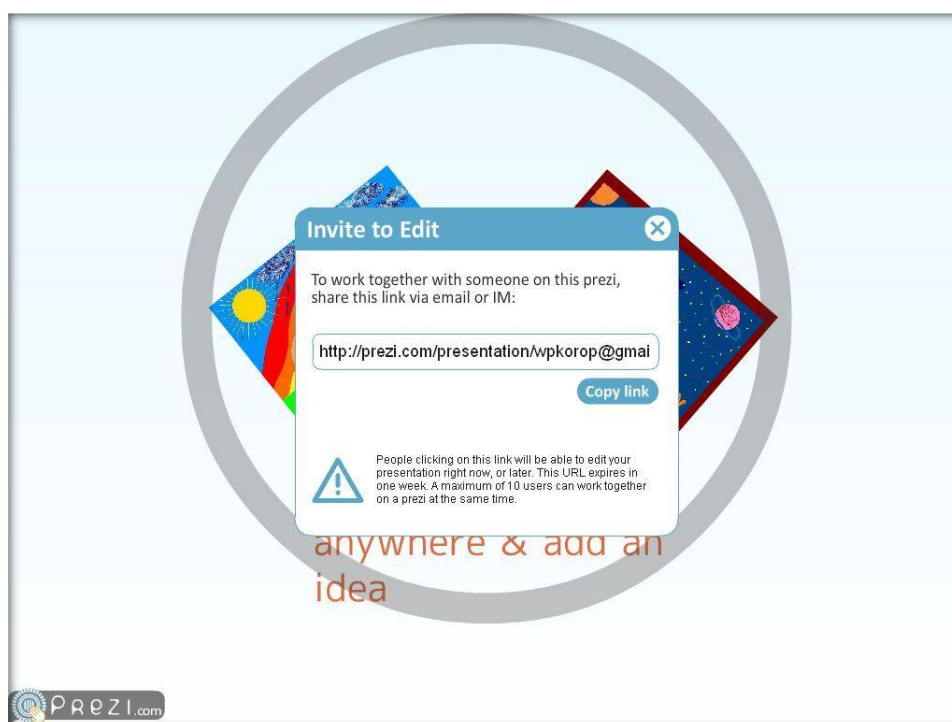 Invite to Edit
To work together with someone on this prezi,
share this link via email or IM:
http://prezi.com/presentation/wpkorop@gmai
Copy link
People clicking on this link will be able to edit your
presentation right now, or later. This URL expires in
one week. A maximum of 10 users can work together
on a prezi at the same time.
anywhere & add an
idea
PReZI.com